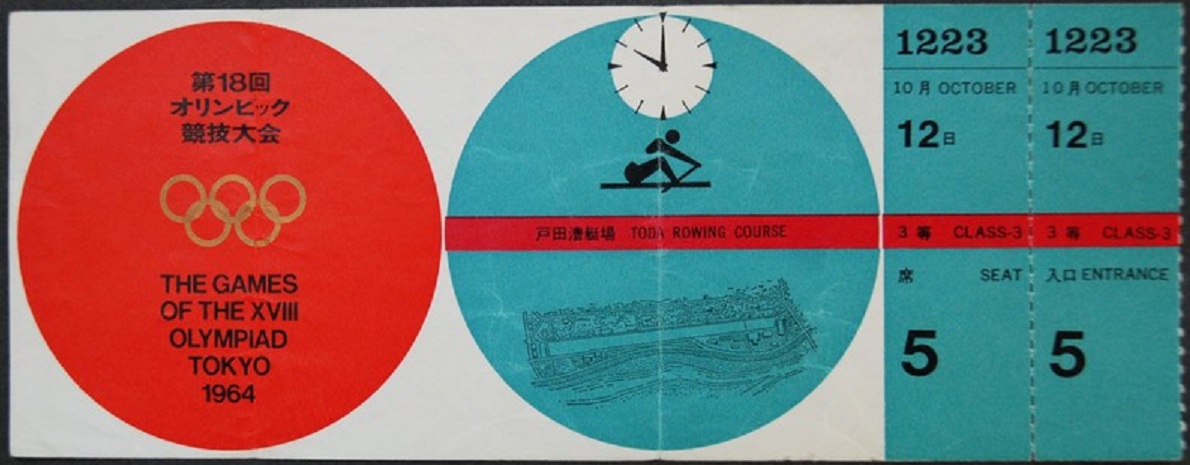 第18回
オリンピック
競技大会
THE GAMES
OF THE XVIII
OLYMPIAD
TOKYO
1964
戸田漕艇場 TODA ROWING COURSE
1223
10月 OCTOBER
12日
3 等 CLASS-3
席 SEAT
5
1223
10月 OCTOBER
12日
3 等 CLASS-3
入口 ENTRANCE
5